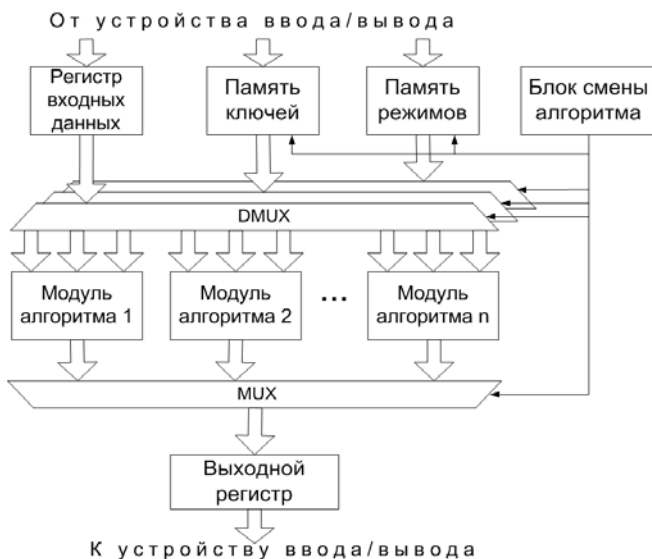 От устройства ввода/вывода
Регистр
входных
данных
Память
ключей
Память
режимов
Блок смены
алгоритма
DMUX
Модуль
алгоритма 1
Модуль
алгоритма 2
...
Модуль
алгоритма n
MUX
Выходной
регистр
К устройству ввода/вывода